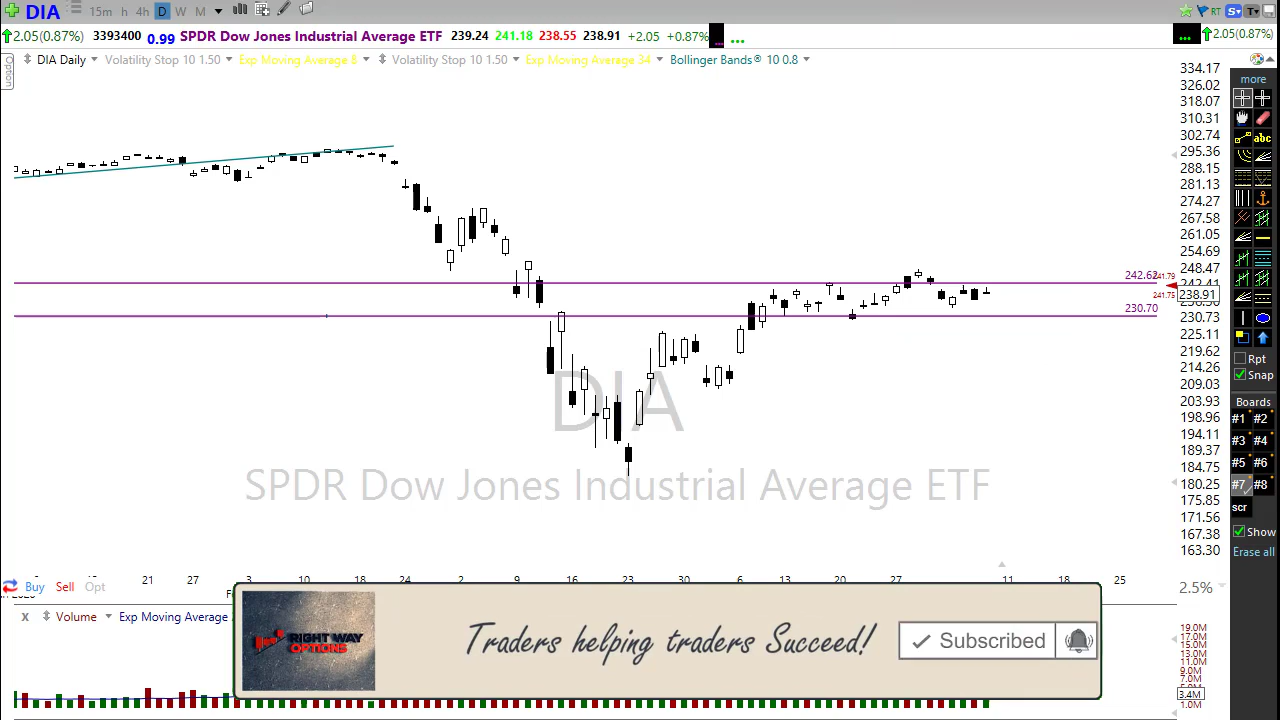 DIA 15m h 4h D W M RT S T
2.05(0.87%) 3393400 0.99 SPDR Dow Jones Industrial Average ETF 239.24 241.18 238.55 238.91 +2.05 +0.87% ... ... 2.05(0.87%)
Option
DIA Daily Volatility Stop 10 1.50 Exp Moving Average 8 Volatility Stop 10 1.50 Exp Moving Average 34 Bollinger Bands® 10 0.8
334.17
326.02
318.07
310.31
302.74
295.36
288.15
281.13
274.27
267.58
261.05
254.69
248.47
242.62 241.79
242.41
241.75 238.91
230.70
230.73
225.11
219.62
214.26
209.03
203.93
198.96
194.11
189.37
184.75
180.25
175.85
171.56
167.38
163.30
DIA
SPDR Dow Jones Industrial Average ETF
21 27 3 10 18 24 2 9 16 23 30 6 13 20 27 11 18 25
Buy Sell Opt
2.5%
x Volume Exp Moving Average
RIGHT WAY
OPTIONS
Traders helping traders Succeed!
Subscribed
19.0M
17.0M
15.0M
13.0M
11.0M
9.0M
7.0M
3.4M
1.0M
more
abc
Rpt
Snap
Boards
#1 #2
#3 #4
#5 #6
#7 #8
scr
Show
Erase all